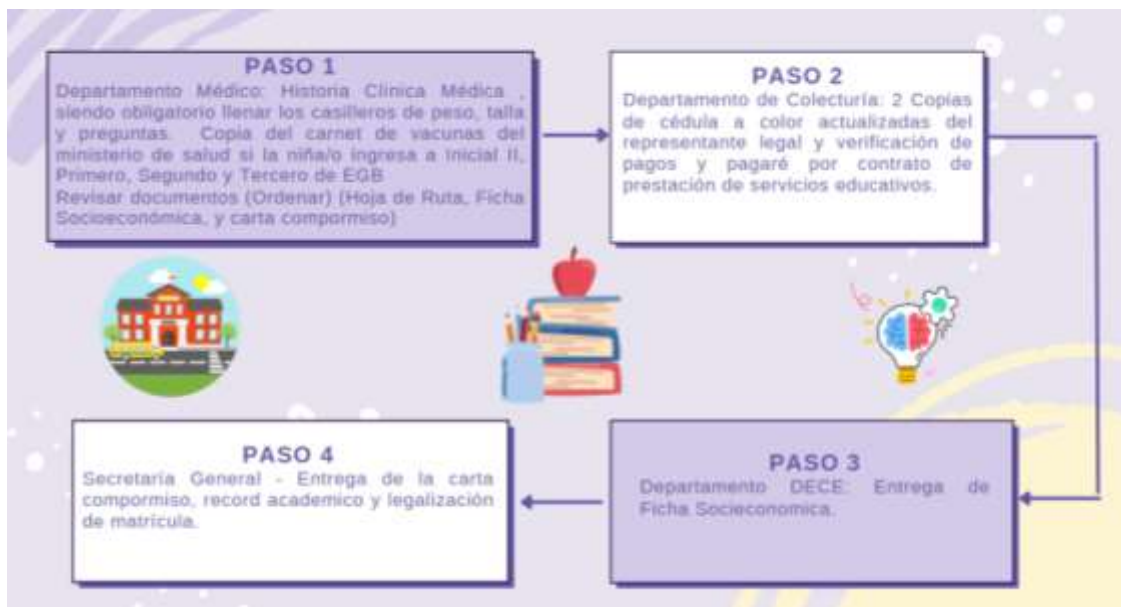 PASO 1
Departamento Médico: Historia Clínica Médica ,
siendo obligatorio llenar los casilleros de peso, talla
y preguntas. Copia del carnet de vacunas del
ministerio de salud si la niña/o ingresa a Inicial II,
Primero, Segundo y Tercero de EGB
Revisar documentos (Ordenar) (Hoja de Ruta, Ficha
Socioeconómica, y carta compormiso)
PASO 2
Departamento de Colecturía: 2 Copias
de cédula a color actualizadas del
representante legal y verificación de
pagos y pagaré por contrato de
prestación de servicios educativos.
PASO 3
Departamento DECE: Entrega de
Ficha Socieconomica.
PASO 4
Secretaría General - Entrega de la carta
compormiso, record academico y legalización
de matrícula.